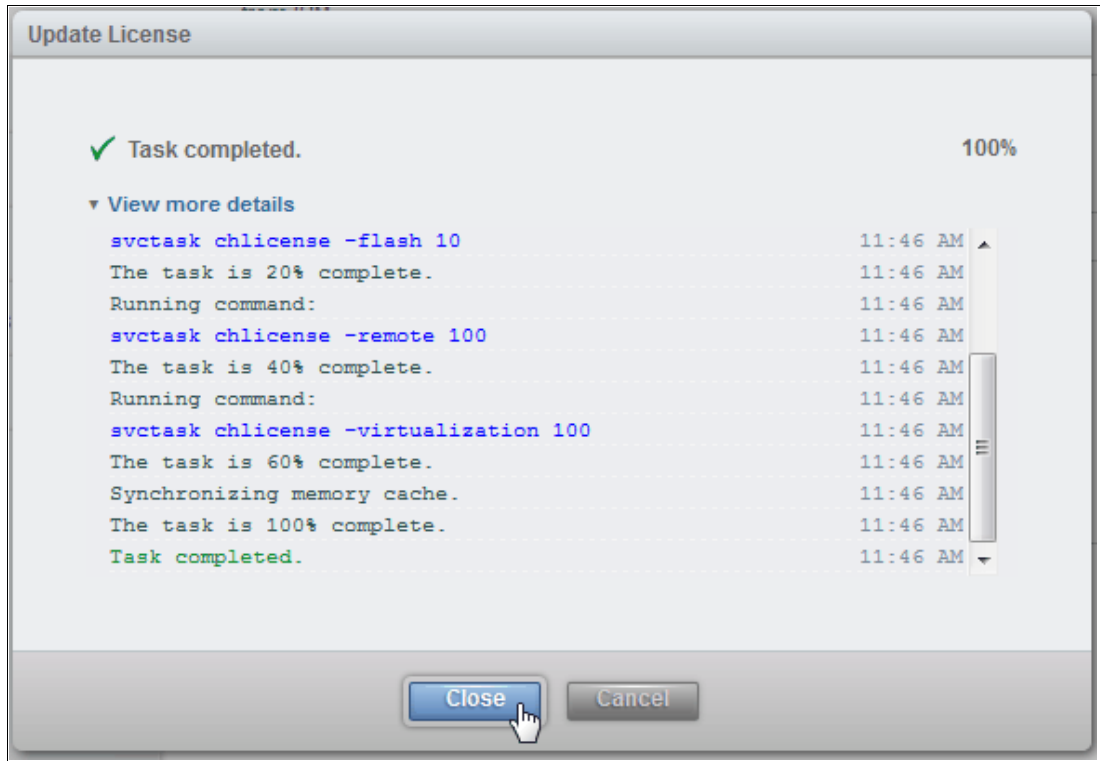 Update License
Task completed. 100%
View more details
svctask chlicense -flash 10 11:46 AM
The task is 20% complete. 11:46 AM
Running command: 11:46 AM
svctask chlicense -remote 100 11:46 AM
The task is 40% complete. 11:46 AM
Running command: 11:46 AM
svctask chlicense -virtualization 100 11:46 AM
The task is 60% complete. 11:46 AM
Synchronizing memory cache. 11:46 AM
The task is 100% complete. 11:46 AM
Task completed. 11:46 AM
Close Cancel